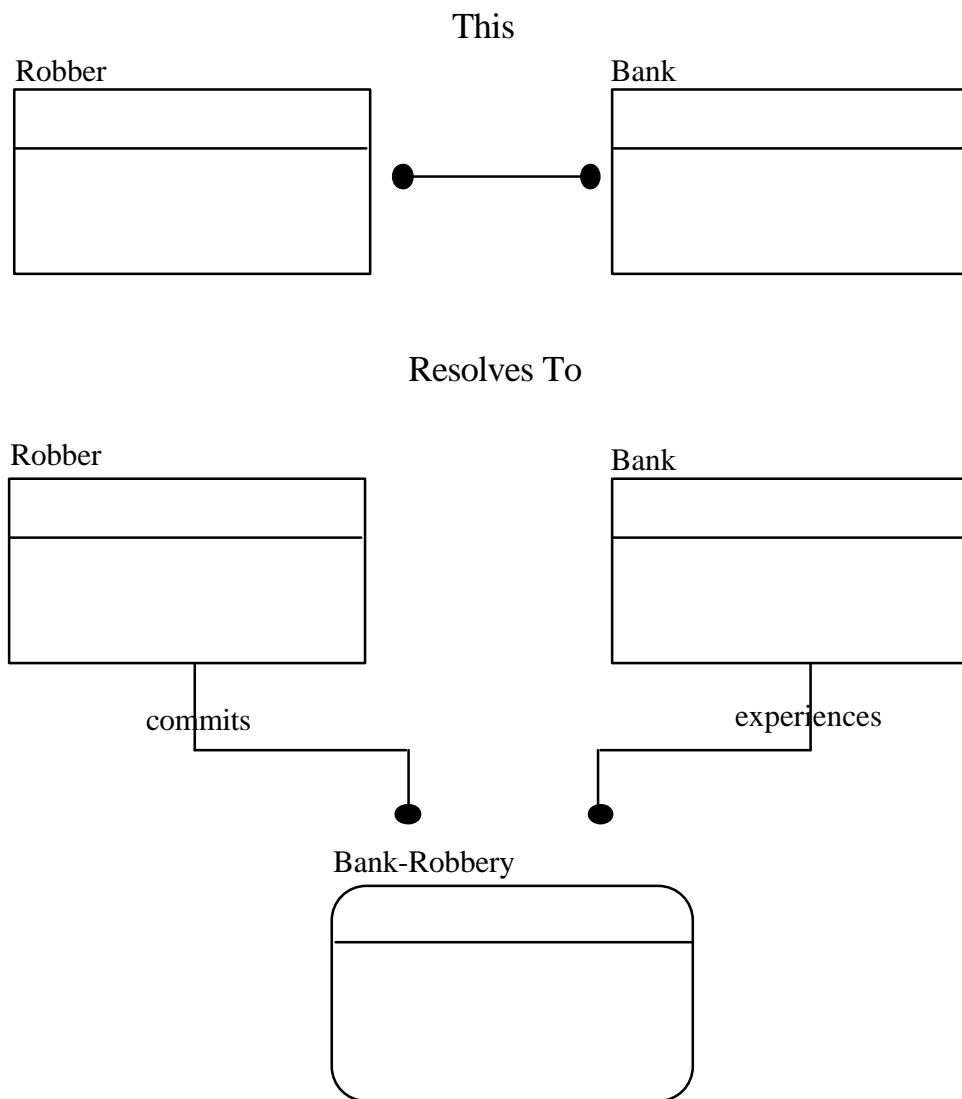 This
Robber
Bank
Resolves To
Robber
Bank
commits
experiences
Bank-Robbery